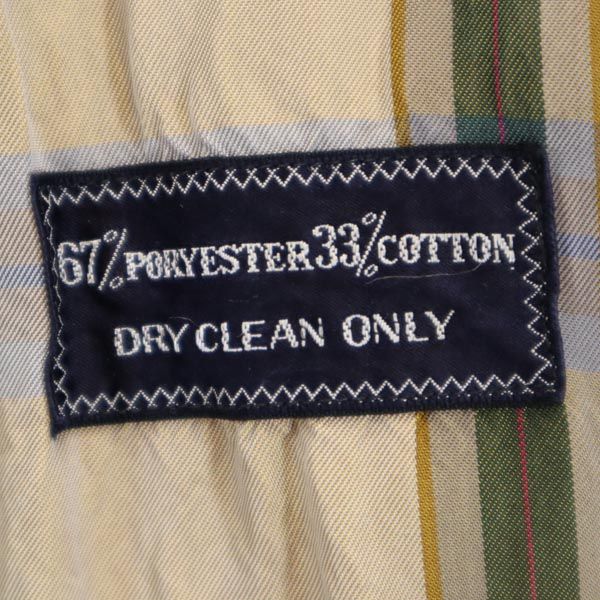 67% PORYESTER 33% COTTON
DRY CLEAN ONLY